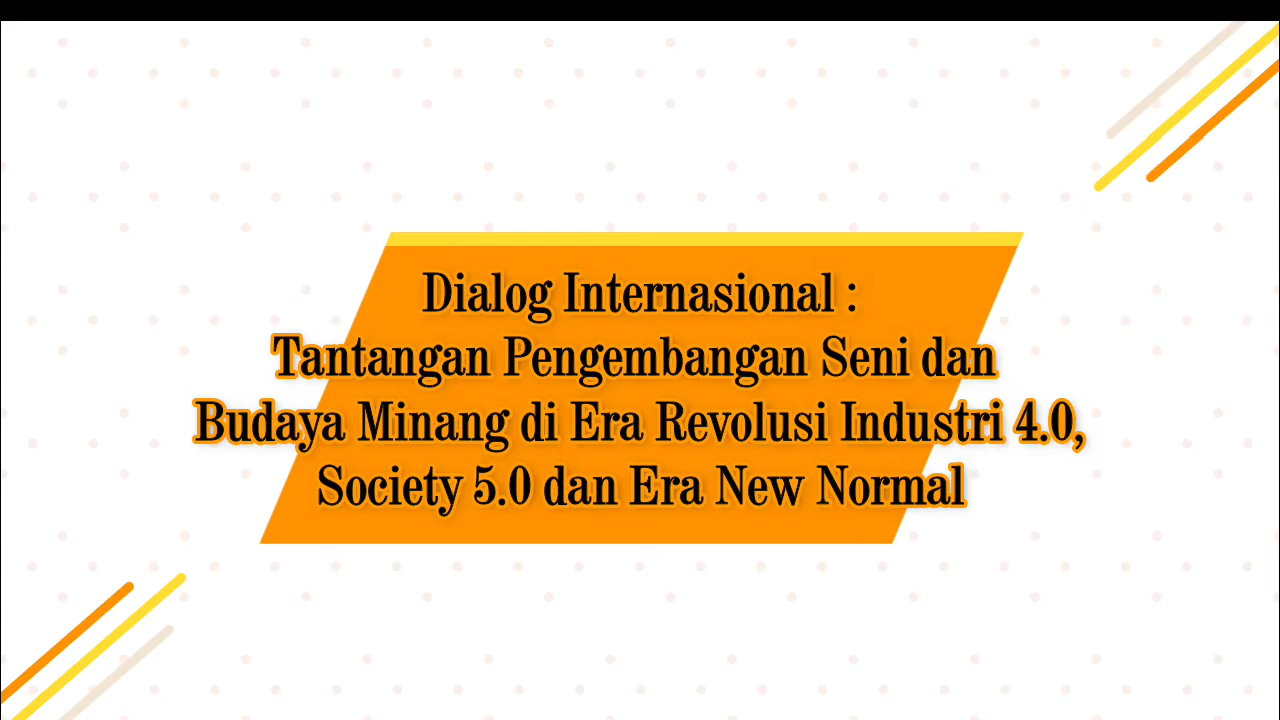 Dialog Internasional :
Tantangan Pengembangan Seni dan
Budaya Minang di Era Revolusi Industri 4.0,
Society 5.0 dan Era New Normal